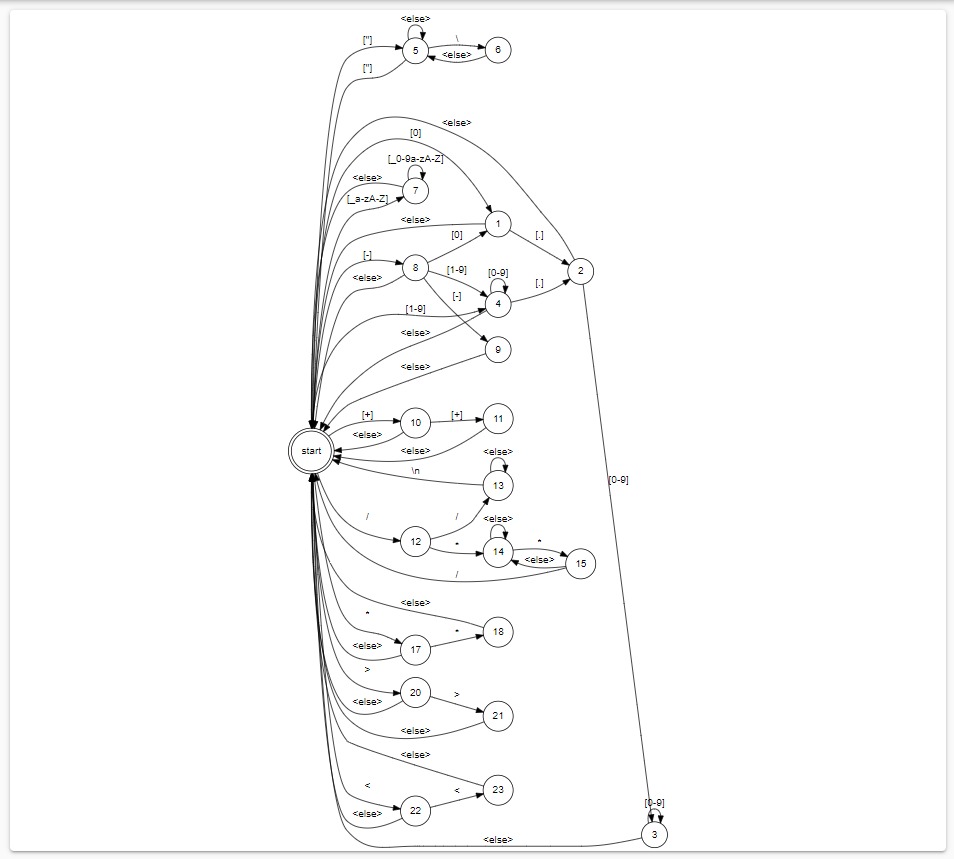 <else>
["]
5
\
<else>
6
["]
<else>
[0]
[_0-9a-zA-Z]
<else>
7
[_a-zA-Z]
<else>
1
[0]
[.]
[-]
8
[1-9]
[0-9]
2
<else>
[-]
4
[.]
[1-9]
<else>
9
<else>
[+]
10
[+]
11
<else>
start
<else>
<else>
\n
13
[0-9]
/
/
<else>
12
*
14
*
<else>
15
/
<else>
*
*
18
<else>
17
>
20
>
<else>
21
<else>
<else>
<
<
23
<else>
22
[0-9]
<else>
3